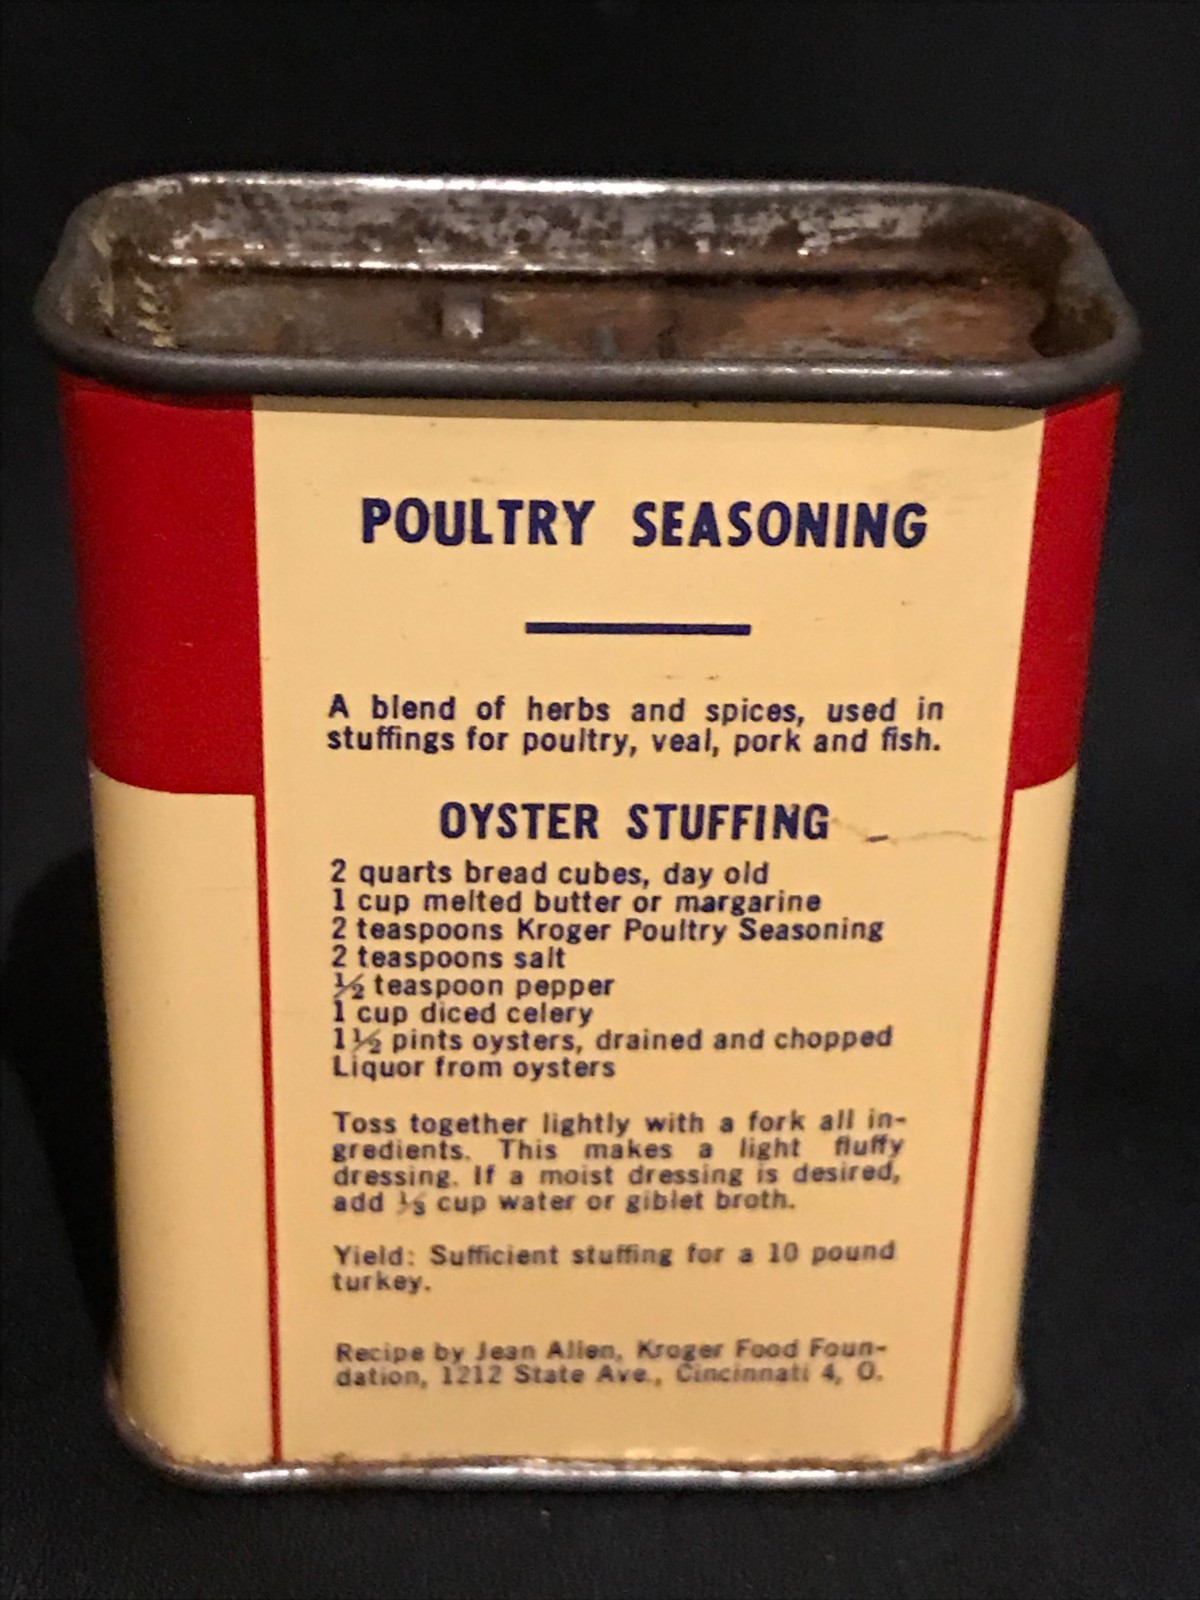 POULTRY SEASONING
A blend of herbs and spices, used in
stuffings for poultry, veal, pork and fish.
OYSTER STUFFING
2 quarts bread cubes, day old
1 cup melted butter or margarine
2 teaspoons Kroger Poultry Seasoning
2 teaspoons salt
½ teaspoon pepper
1 cup diced celery
1½ pints oysters, drained and chopped
Liquor from oysters
Toss together lightly with a fork all in-
gredients. This makes a light fluffy
dressing. If a moist dressing is desired,
add ⅓ cup water or giblet broth.
Yield: Sufficient stuffing for a 10 pound
turkey.
Recipe by Jean Allen, Kroger Food Foun-
dation, 1212 State Ave., Cincinnati 4, O.